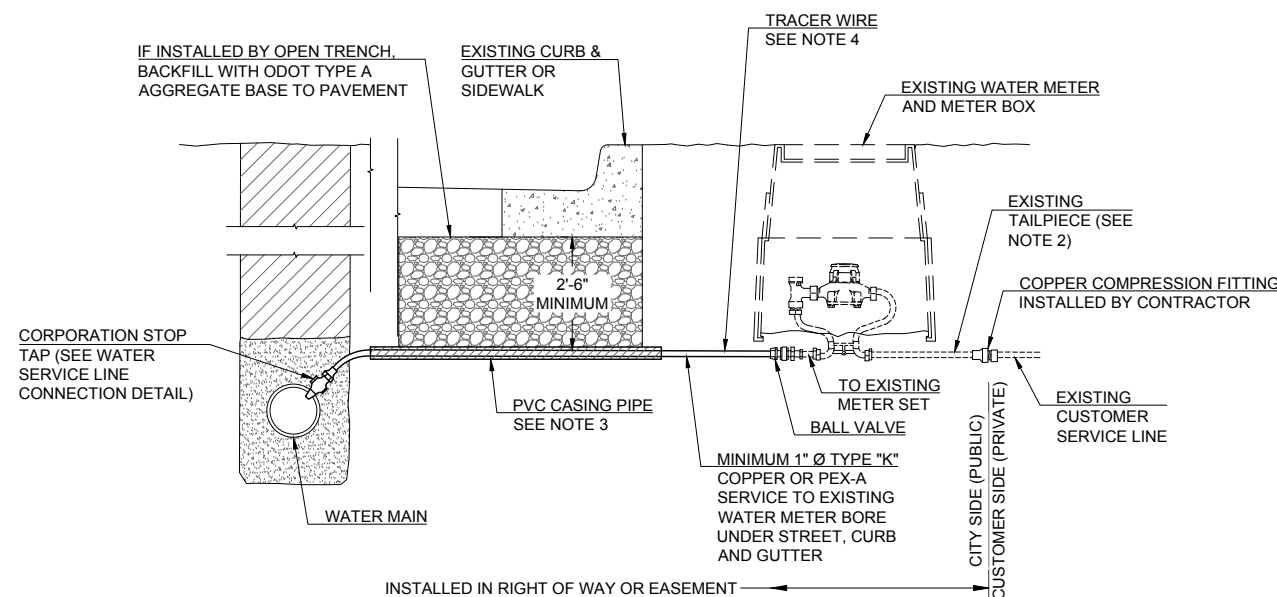 IF INSTALLED BY OPEN TRENCH,
BACKFILL WITH ODOT TYPE A
AGGREGATE BASE TO PAVEMENT
EXISTING CURB &
GUTTER OR
SIDEWALK
TRACER WIRE
SEE NOTE 4
EXISTING WATER METER
AND METER BOX
EXISTING
TAILPIECE (SEE
NOTE 2)
COPPER COMPRESSION FITTING
INSTALLED BY CONTRACTOR
2'-6"
MINIMUM
CORPORATION STOP
TAP (SEE WATER
SERVICE LINE
CONNECTION DETAIL)
PVC CASING PIPE
SEE NOTE 3
TO EXISTING
METER SET
BALL VALVE
EXISTING
CUSTOMER
SERVICE LINE
MINIMUM 1" Ø TYPE "K"
COPPER OR PEX-A
SERVICE TO EXISTING
WATER METER BORE
UNDER STREET, CURB
AND GUTTER
WATER MAIN
CITY SIDE (PUBLIC)
CUSTOMER SIDE (PRIVATE)
INSTALLED IN RIGHT OF WAY OR EASEMENT